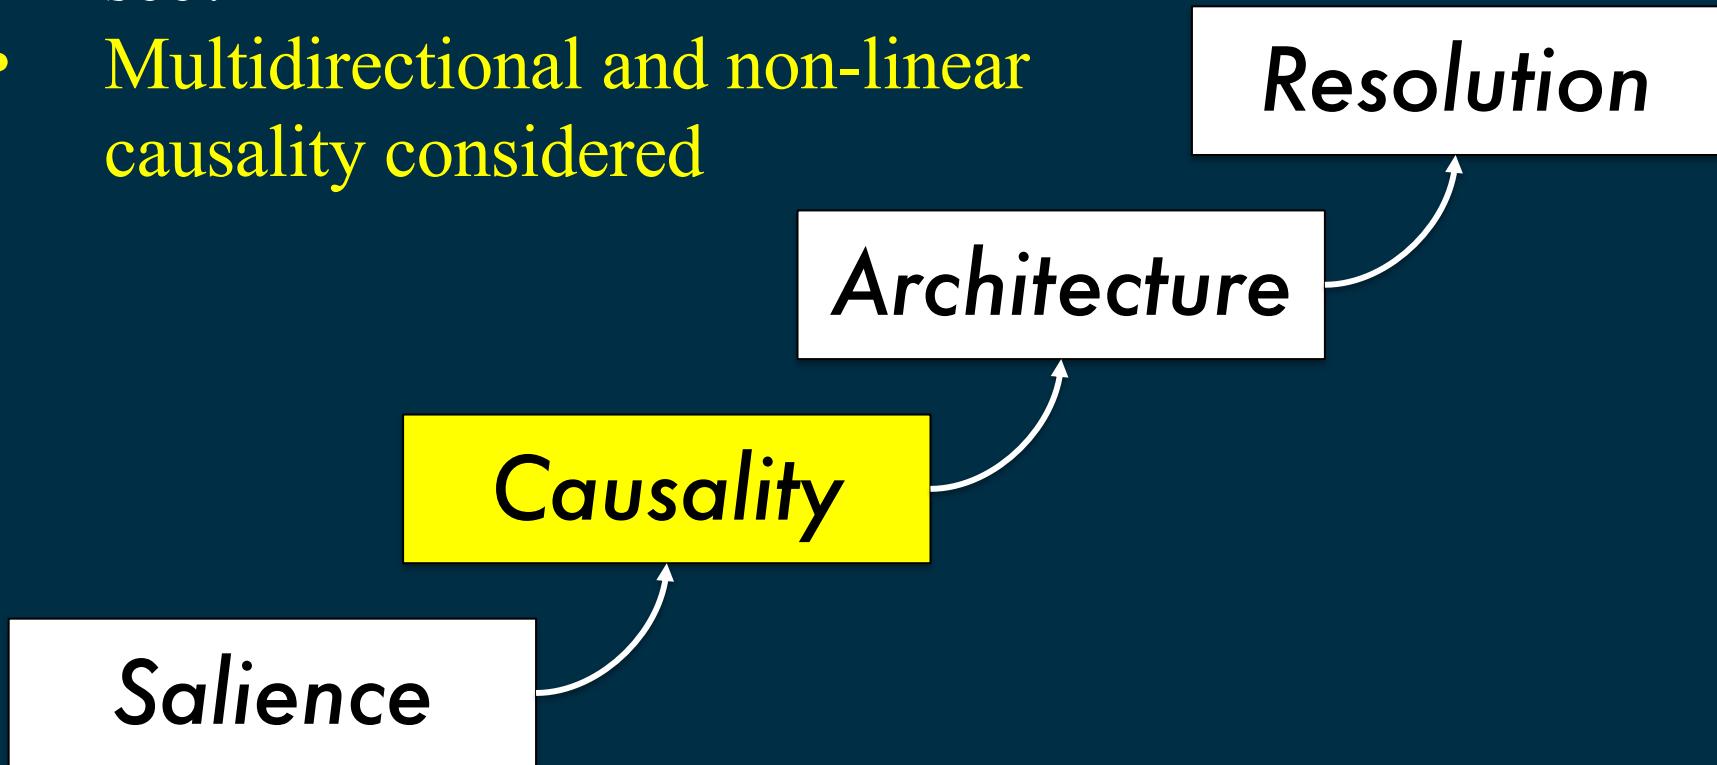 • Multidirectional and non-linear
causality considered
Resolution
Architecture
Causality
Salience